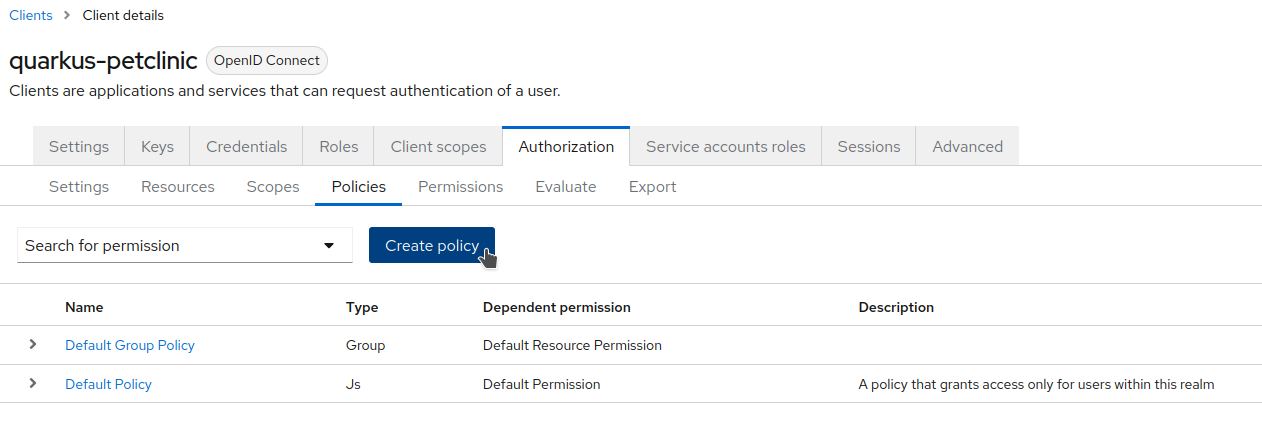 Clients > Client details
quarkus-petclinic OpenID Connect
Clients are applications and services that can request authentication of a user.
Settings Keys Credentials Roles Client scopes Authorization Service accounts roles Sessions Advanced
Settings Resources Scopes Policies Permissions Evaluate Export
Search for permission Create policy
Name Type Dependent permission Description
Default Group Policy Group Default Resource Permission
Default Policy Js Default Permission A policy that grants access only for users within this realm